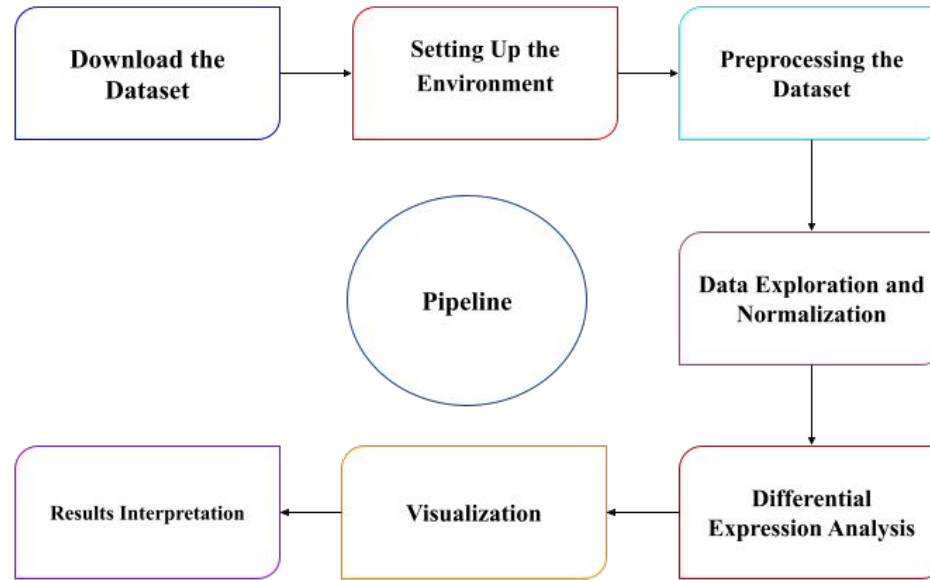 Download the
Dataset
Setting Up the
Environment
Preprocessing the
Dataset
Data Exploration and
Normalization
Pipeline
Differential
Expression Analysis
Visualization
Results Interpretation